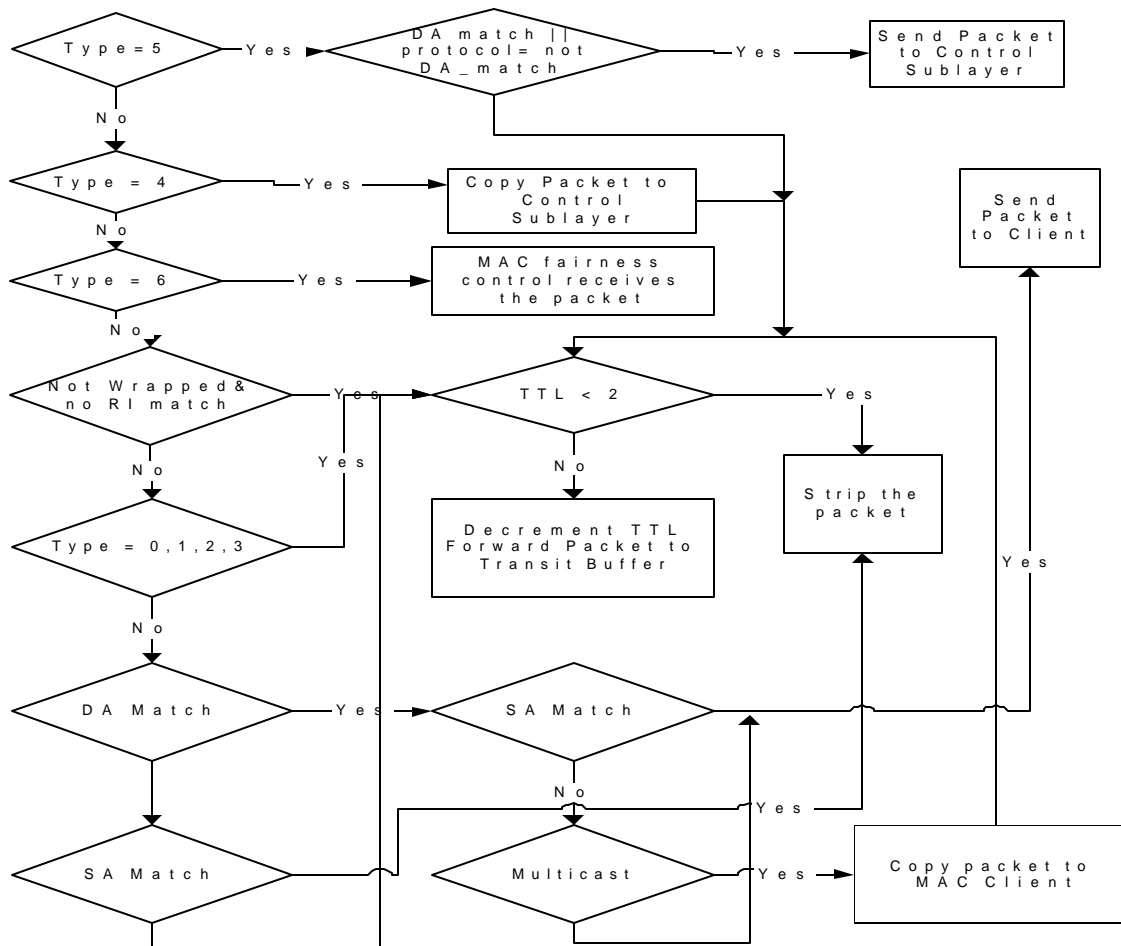 Type=5
Yes
DA match ||
protocol= not
DA_match
Send Packet
to Control
Sublayer
No
Type = 4
Yes
Copy Packet to
Control
Sublayer
Send
Packet
to Client
No
Type = 6
Yes
MAC fairness
control receives
the packet
No
Not Wrapped&
no RI match
Yes
TTL < 2
Yes
No
Yes
No
Strip the
packet
Type = 0,1,2,3
Decrement TTL
Forward Packet to
Transit Buffer
Yes
No
DA Match
Yes
SA Match
No
Yes
SA Match
Multicast
Yes
Copy packet to
MAC Client